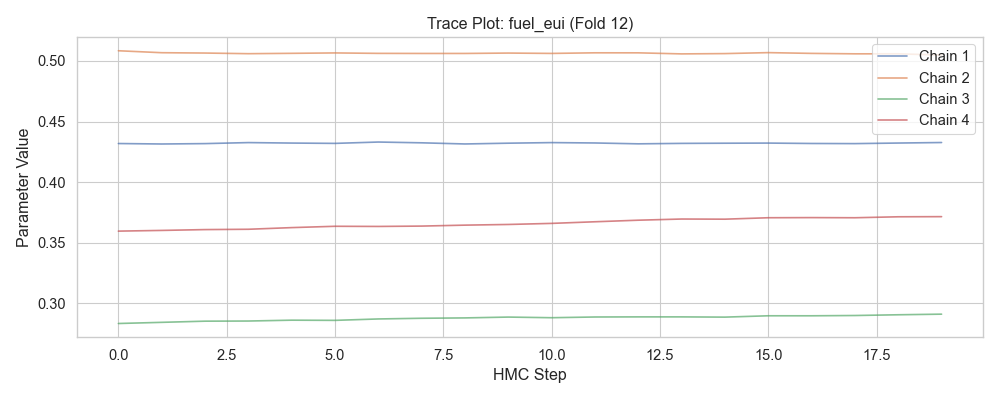 Trace Plot: fuel_eui (Fold 12)
Parameter Value
0.50
0.45
0.40
0.35
0.30
Chain 1
Chain 2
Chain 3
Chain 4
0.0 2.5 5.0 7.5 10.0 12.5 15.0 17.5
HMC Step